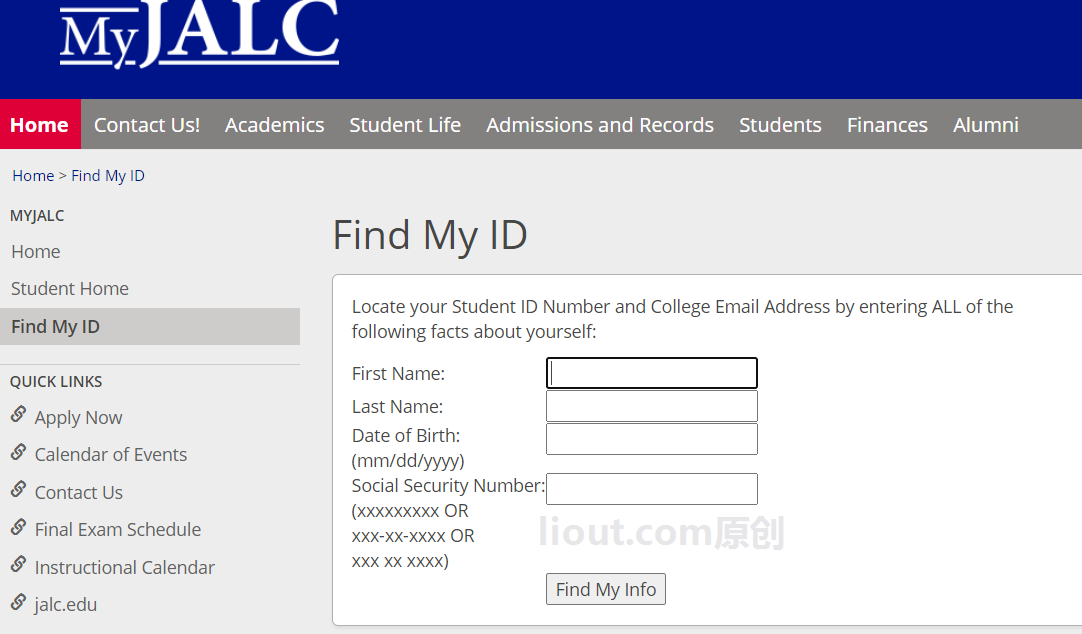 MyJALC
Home Contact Us! Academics Student Life Admissions and Records Students Finances Alumni
Home > Find My ID
MYJALC
Home
Student Home
Find My ID
QUICK LINKS
Apply Now
Calendar of Events
Contact Us
Final Exam Schedule
Instructional Calendar
jalc.edu
Find My ID
Locate your Student ID Number and College Email Address by entering ALL of the
following facts about yourself:
First Name:
Last Name:
Date of Birth:
(mm/dd/yyyy)
Social Security Number:
(xxxxxxxxx OR
xxx-xx-xxxx OR
xxx xx xxxx)
liout.com原创
Find My Info